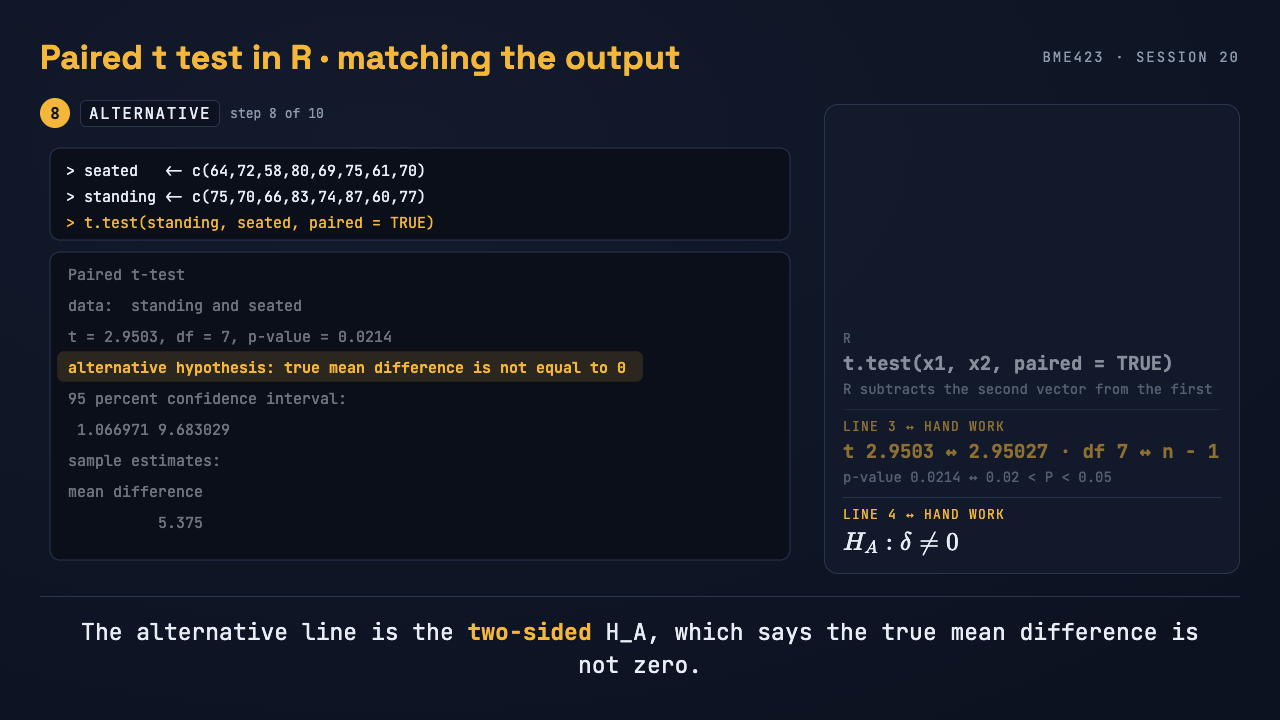 Paired t test in R · matching the output
BME423 · SESSION 20
8 ALTERNATIVE step 8 of 10
> seated   <- c(64,72,58,80,69,75,61,70)
> standing <- c(75,70,66,83,74,87,60,77)
> t.test(standing, seated, paired = TRUE)
Paired t-test
data:  standing and seated
t = 2.9503, df = 7, p-value = 0.0214
alternative hypothesis: true mean difference is not equal to 0
95 percent confidence interval:
 1.066971 9.683029
sample estimates:
mean difference
          5.375
R
t.test(x1, x2, paired = TRUE)
R subtracts the second vector from the first
LINE 3 ↔ HAND WORK
t 2.9503 ↔ 2.95027 · df 7 ↔ n - 1
p-value 0.0214 ↔ 0.02 < P < 0.05
LINE 4 ↔ HAND WORK
H_A : δ ≠ 0
The alternative line is the two-sided H_A, which says the true mean difference is
not zero.